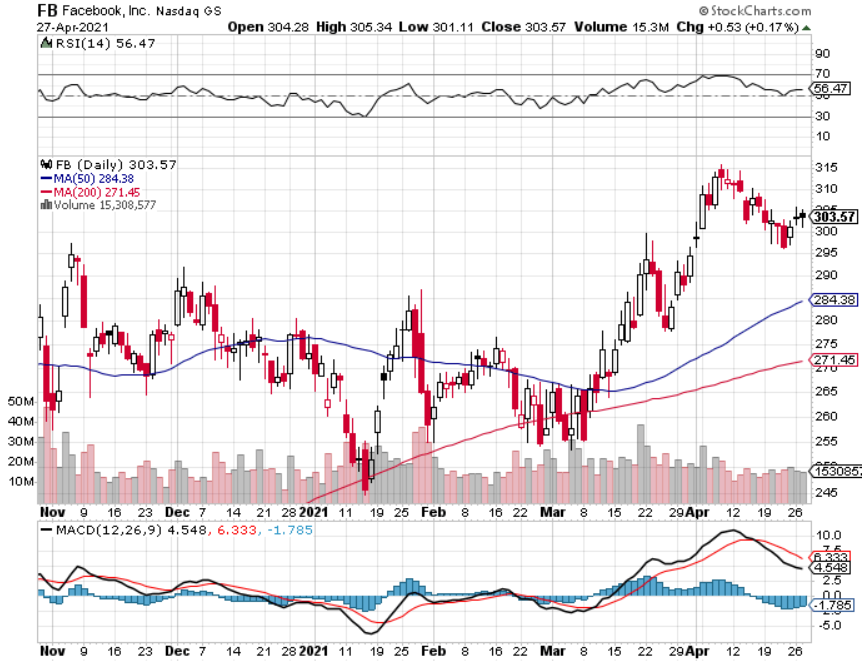 FB Facebook, Inc. Nasdaq GS © StockCharts.com
27-Apr-2021 Open 304.28 High 305.34 Low 301.11 Close 303.57 Volume 15.3M Chg +0.53 (+0.17%)
RSI(14) 56.47
90
70
56.47
30
10
FB (Daily) 303.57
MA(50) 284.38
MA(200) 271.45
Volume 15,308,577
315
310
303.57
300
295
290
284.38
280
275
271.45
265
260
255
245
50M
40M
30M
20M
10M
1530857
Nov 9 16 23 Dec 7 14 21 28 2021 11 19 25 Feb 8 16 22 Mar 8 15 22 29 Apr 12 19 26
MACD(12,26,9) 4.548, 6.333, -1.785
10.0
6.333
4.548
2.5
-1.785
-5.0
Nov 9 16 23 Dec 7 14 21 28 2021 11 19 25 Feb 8 16 22 Mar 8 15 22 29 Apr 12 19 26